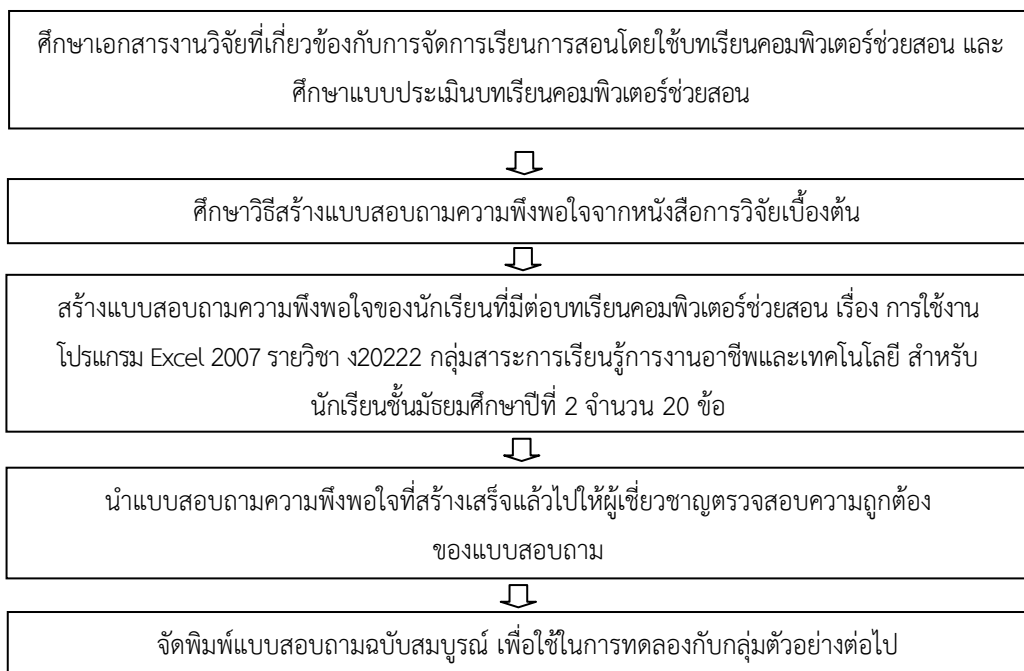 ศึกษาเอกสารงานวิจัยที่เกี่ยวข้องกับการจัดการเรียนการสอนโดยใช้บทเรียนคอมพิวเตอร์ช่วยสอน และ
ศึกษาแบบประเมินบทเรียนคอมพิวเตอร์ช่วยสอน
ศึกษาวิธีสร้างแบบสอบถามความพึงพอใจจากหนังสือการวิจัยเบื้องต้น
สร้างแบบสอบถามความพึงพอใจของนักเรียนที่มีต่อบทเรียนคอมพิวเตอร์ช่วยสอน เรื่อง การใช้งาน
โปรแกรม Excel 2007 รายวิชา ง20222 กลุ่มสาระการเรียนรู้การงานอาชีพและเทคโนโลยี สำหรับ
นักเรียนชั้นมัธยมศึกษาปีที่ 2 จำนวน 20 ข้อ
นำแบบสอบถามความพึงพอใจที่สร้างเสร็จแล้วไปให้ผู้เชี่ยวชาญตรวจสอบความถูกต้อง
ของแบบสอบถาม
จัดพิมพ์แบบสอบถามฉบับสมบูรณ์ เพื่อใช้ในการทดลองกับกลุ่มตัวอย่างต่อไป